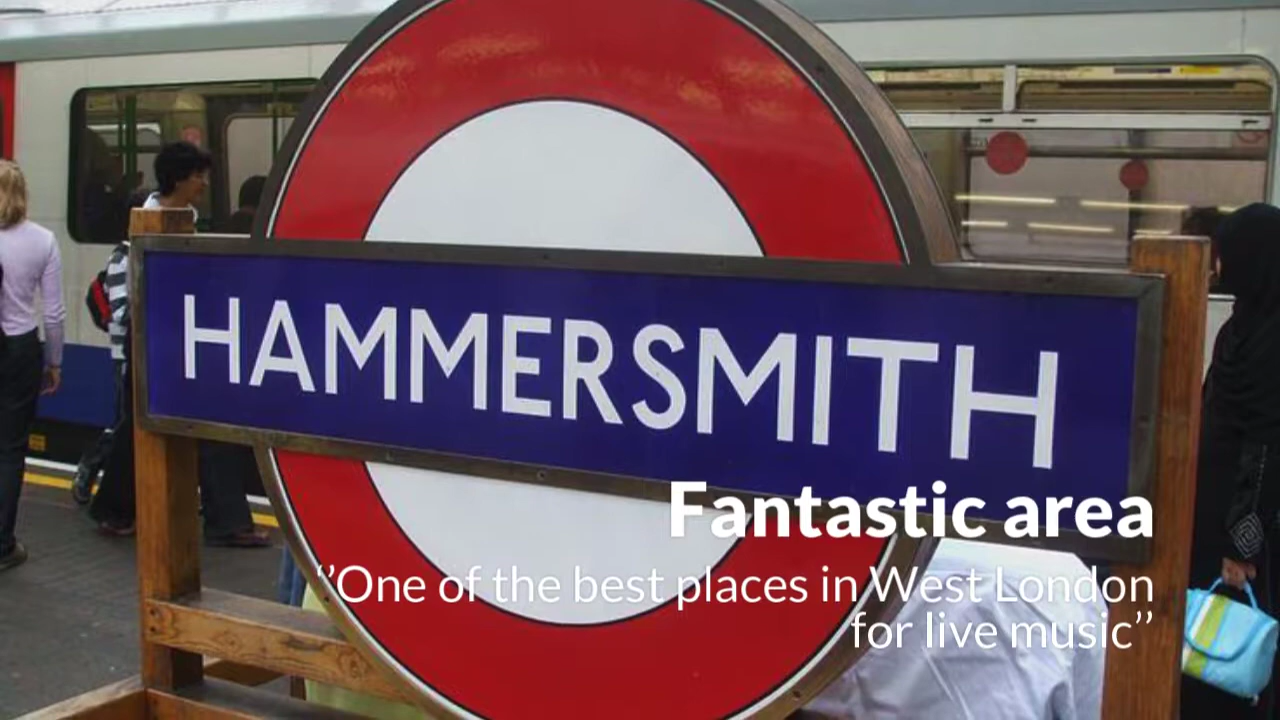 HAMMERSMITH
Fantastic area
‘’One of the best places in West London
for live music’’